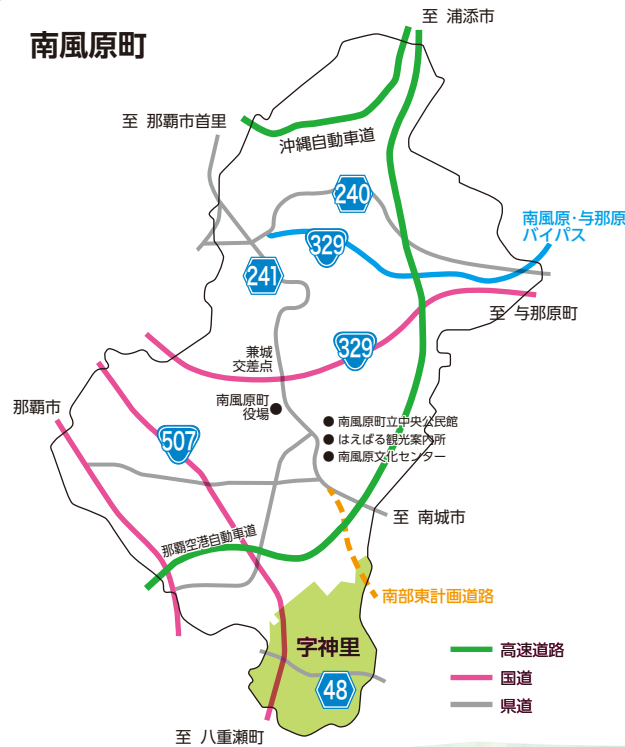 至 浦添市
南風原町
至 那覇市首里
沖縄自動車道
240
南風原・与那原
バイパス
329
241
至 与那原町
兼城
交差点
329
南風原町
役場
那覇市
南風原町立中央公民館
はえばる観光案内所
南風原文化センター
507
至 南城市
那覇空港自動車道
南部東計画道路
字神里
高速道路
国道
48
県道
至 八重瀬町